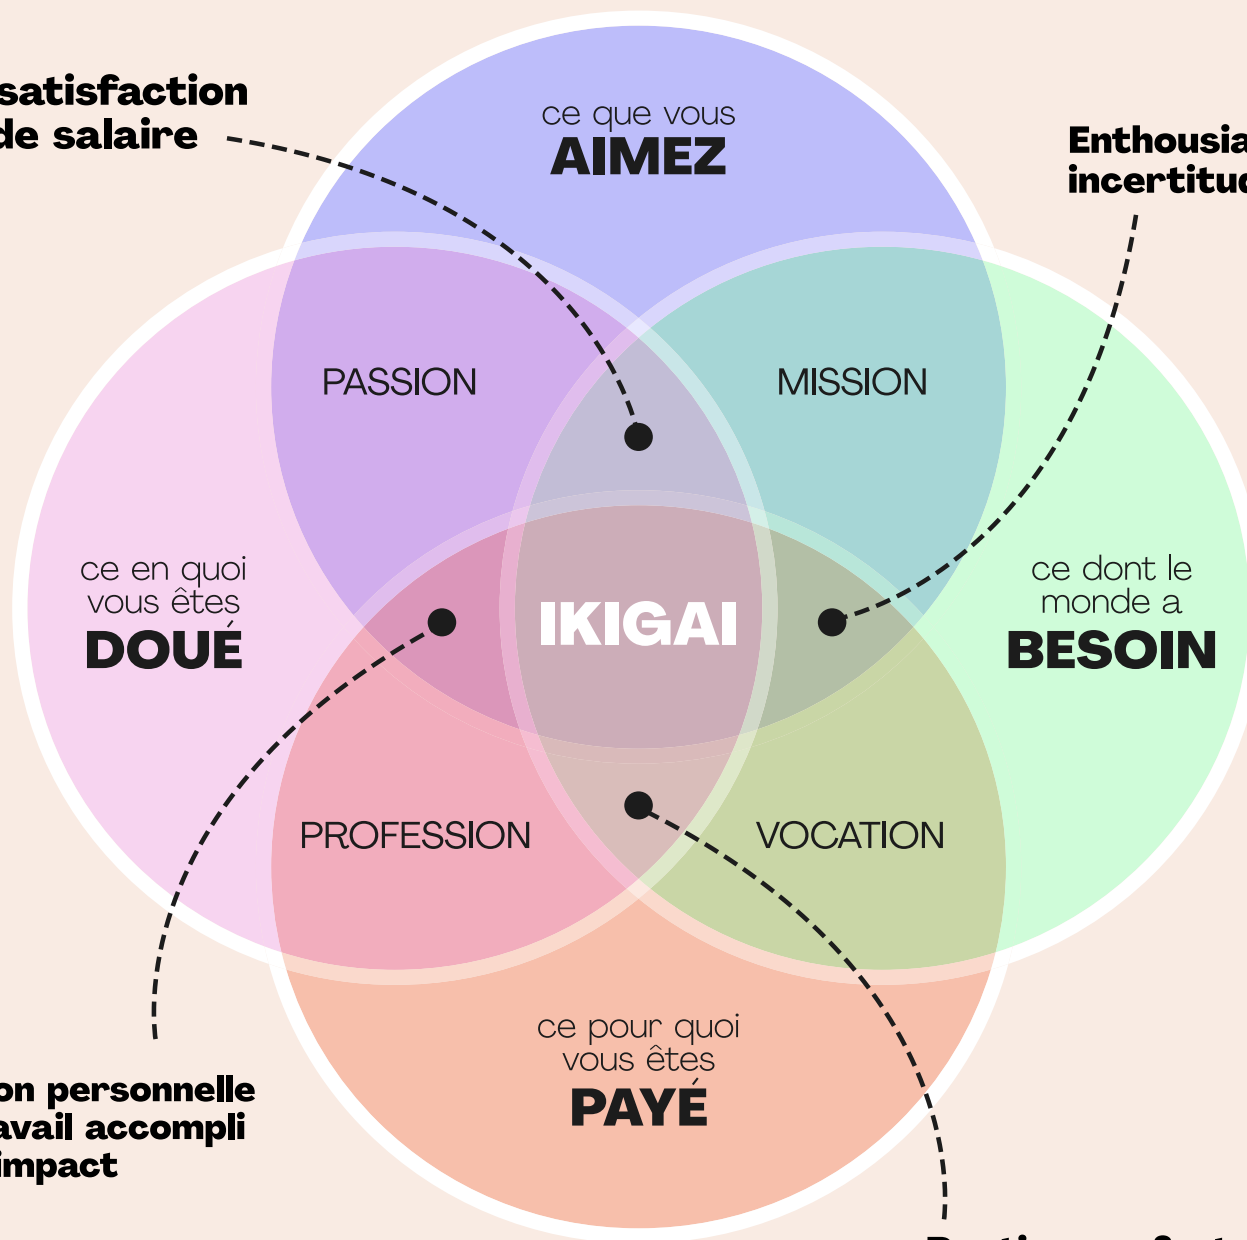 satisfaction
de salaire
ce que vous
AIMEZ
Enthousia
incertitud
PASSION
MISSION
ce en quoi
vous êtes
DOUÉ
IKIGAI
ce dont le
monde a
BESOIN
PROFESSION
VOCATION
ce pour quoi
vous êtes
PAYÉ
on personnelle
avail accompli
impact